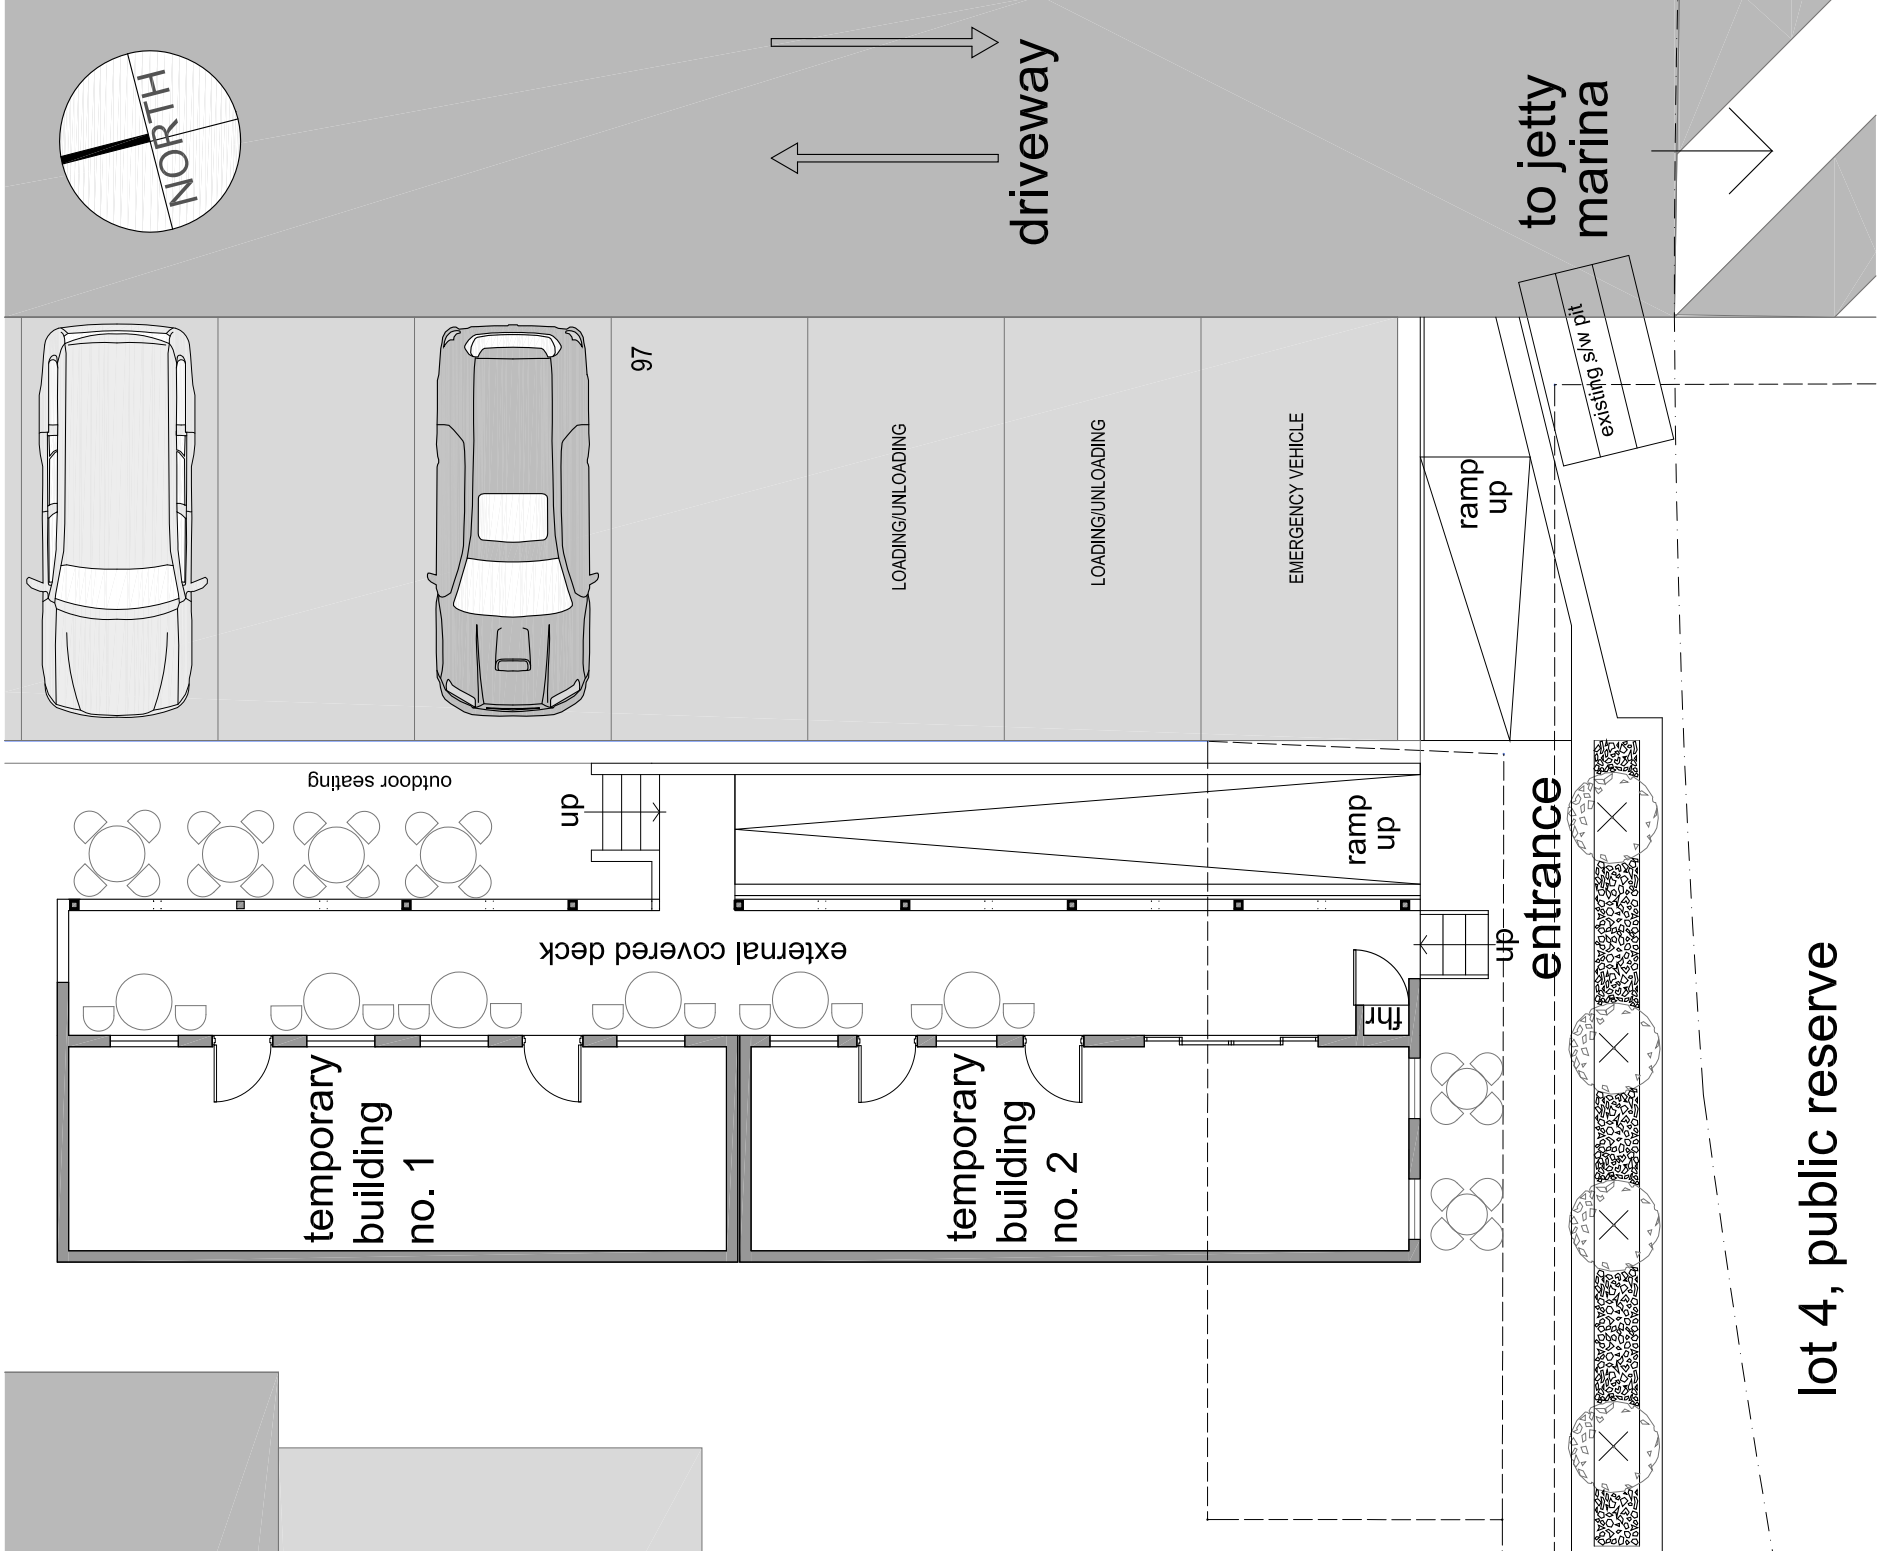 NORTH
driveway
to jetty
marina
existing s/w pit
97
LOADING/UNLOADING
LOADING/UNLOADING
EMERGENCY VEHICLE
ramp
up
outdoor seating
up
ramp
up
entrance
external covered deck
up
fhr
temporary
building
no. 1
temporary
building
no. 2
lot 4, public reserve